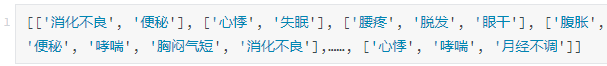 1 [['消化不良', '便秘'], ['心悸', '失眠'], ['腰疼', '脱发', '眼干'], ['腹胀',
'便秘', '哮喘', '胸闷气短', '消化不良'],……, ['心悸', '哮喘', '月经不调']]